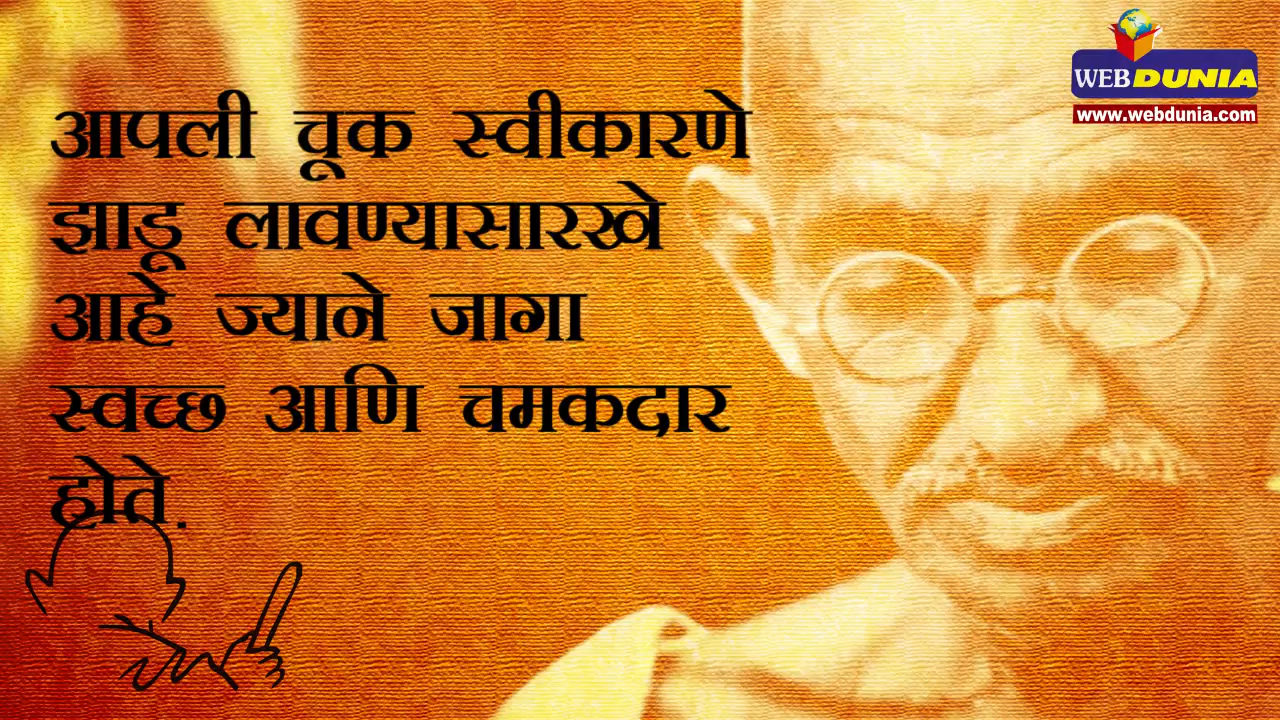 WEBDUNIA
www.webdunia.com
आपली चूक स्वीकारणे
झाडू लावण्यासारखे
आहे ज्याने जागा
स्वच्छ आणि चमकदार
होते.